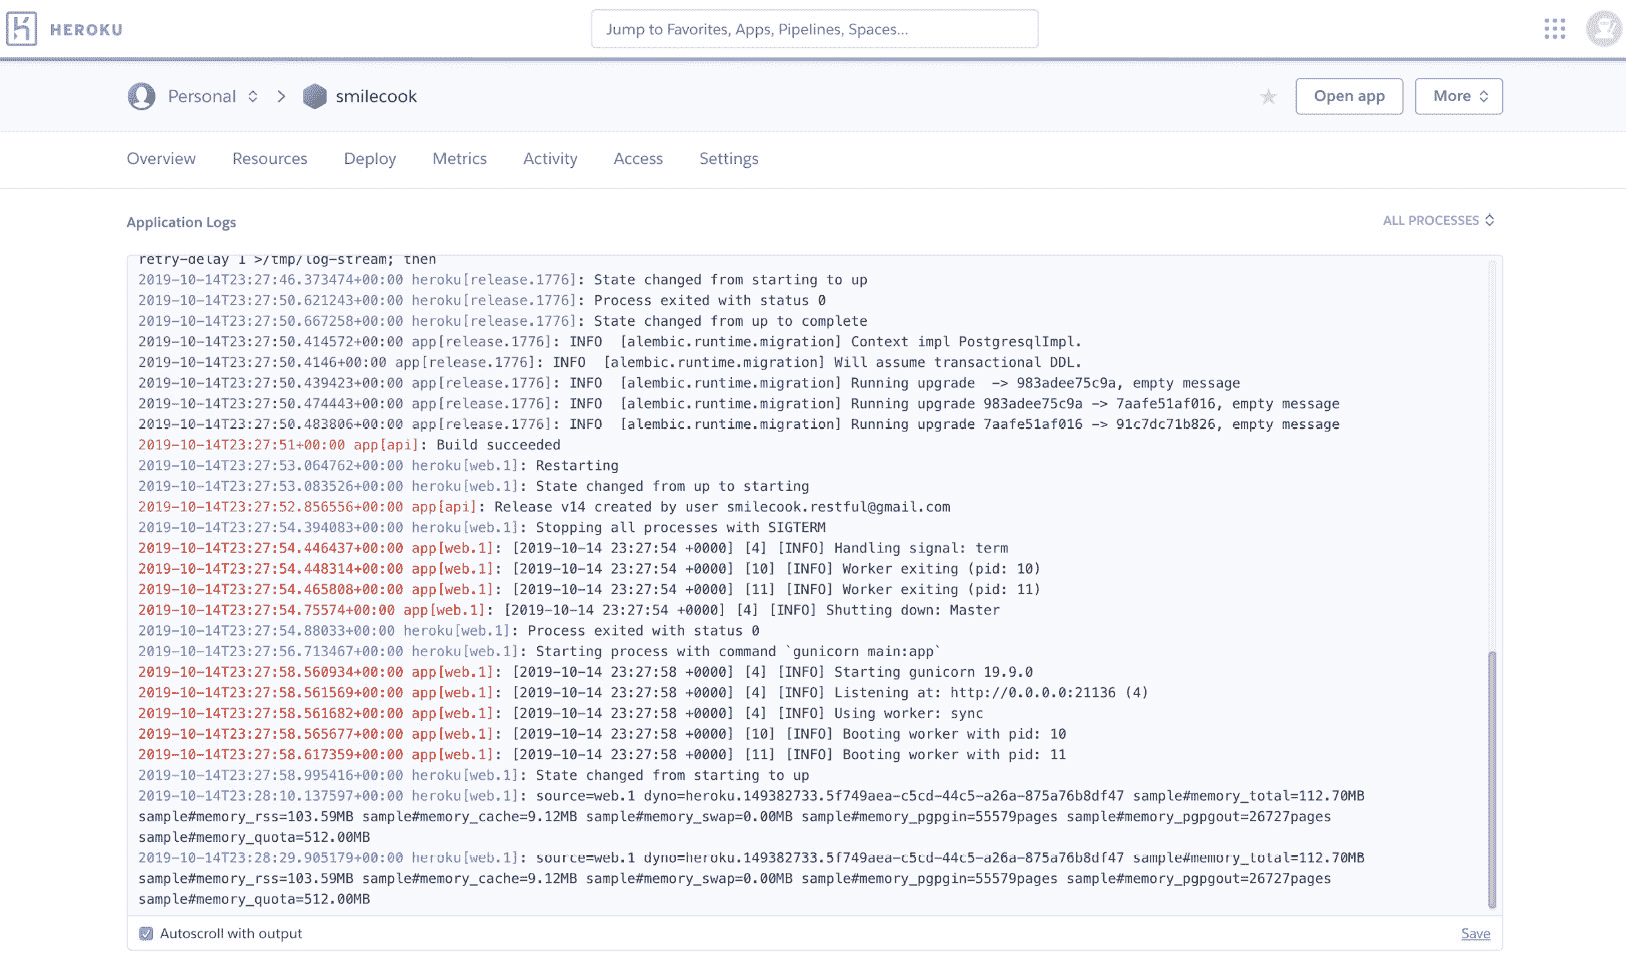 HEROKU
Jump to Favorites, Apps, Pipelines, Spaces...
Personal smilecook
Open app
More
Overview Resources Deploy Metrics Activity Access Settings
Application Logs
ALL PROCESSES
retry-delay 1 >/tmp/log-stream; then
2019-10-14T23:27:46.373474+00:00 heroku[release.1776]: State changed from starting to up
2019-10-14T23:27:50.621243+00:00 heroku[release.1776]: Process exited with status 0
2019-10-14T23:27:50.667258+00:00 heroku[release.1776]: State changed from up to complete
2019-10-14T23:27:50.414572+00:00 app[release.1776]: INFO  [alembic.runtime.migration] Context impl PostgresqlImpl.
2019-10-14T23:27:50.4146+00:00 app[release.1776]: INFO  [alembic.runtime.migration] Will assume transactional DDL.
2019-10-14T23:27:50.439423+00:00 app[release.1776]: INFO  [alembic.runtime.migration] Running upgrade  -> 983adee75c9a, empty message
2019-10-14T23:27:50.474443+00:00 app[release.1776]: INFO  [alembic.runtime.migration] Running upgrade 983adee75c9a -> 7aafe51af016, empty message
2019-10-14T23:27:50.483806+00:00 app[release.1776]: INFO  [alembic.runtime.migration] Running upgrade 7aafe51af016 -> 91c7dc71b826, empty message
2019-10-14T23:27:51+00:00 app[api]: Build succeeded
2019-10-14T23:27:53.064762+00:00 heroku[web.1]: Restarting
2019-10-14T23:27:53.083526+00:00 heroku[web.1]: State changed from up to starting
2019-10-14T23:27:52.856556+00:00 app[api]: Release v14 created by user smilecook.restful@gmail.com
2019-10-14T23:27:54.394083+00:00 heroku[web.1]: Stopping all processes with SIGTERM
2019-10-14T23:27:54.446437+00:00 app[web.1]: [2019-10-14 23:27:54 +0000] [4] [INFO] Handling signal: term
2019-10-14T23:27:54.448314+00:00 app[web.1]: [2019-10-14 23:27:54 +0000] [10] [INFO] Worker exiting (pid: 10)
2019-10-14T23:27:54.465808+00:00 app[web.1]: [2019-10-14 23:27:54 +0000] [11] [INFO] Worker exiting (pid: 11)
2019-10-14T23:27:54.75574+00:00 app[web.1]: [2019-10-14 23:27:54 +0000] [4] [INFO] Shutting down: Master
2019-10-14T23:27:54.88033+00:00 heroku[web.1]: Process exited with status 0
2019-10-14T23:27:56.713467+00:00 heroku[web.1]: Starting process with command `gunicorn main:app`
2019-10-14T23:27:58.560934+00:00 app[web.1]: [2019-10-14 23:27:58 +0000] [4] [INFO] Starting gunicorn 19.9.0
2019-10-14T23:27:58.561569+00:00 app[web.1]: [2019-10-14 23:27:58 +0000] [4] [INFO] Listening at: http://0.0.0.0:21136 (4)
2019-10-14T23:27:58.561682+00:00 app[web.1]: [2019-10-14 23:27:58 +0000] [4] [INFO] Using worker: sync
2019-10-14T23:27:58.565677+00:00 app[web.1]: [2019-10-14 23:27:58 +0000] [10] [INFO] Booting worker with pid: 10
2019-10-14T23:27:58.617359+00:00 app[web.1]: [2019-10-14 23:27:58 +0000] [11] [INFO] Booting worker with pid: 11
2019-10-14T23:27:58.995416+00:00 heroku[web.1]: State changed from starting to up
2019-10-14T23:28:10.137597+00:00 heroku[web.1]: source=web.1 dyno=heroku.149382733.5f749aea-c5cd-44c5-a26a-875a76b8df47 sample#memory_total=112.70MB
sample#memory_rss=103.59MB sample#memory_cache=9.12MB sample#memory_swap=0.00MB sample#memory_pgpgin=55579pages sample#memory_pgpgout=26727pages
sample#memory_quota=512.00MB
2019-10-14T23:28:29.905179+00:00 heroku[web.1]: source=web.1 dyno=heroku.149382733.5f749aea-c5cd-44c5-a26a-875a76b8df47 sample#memory_total=112.70MB
sample#memory_rss=103.59MB sample#memory_cache=9.12MB sample#memory_swap=0.00MB sample#memory_pgpgin=55579pages sample#memory_pgpgout=26727pages
sample#memory_quota=512.00MB
Autoscroll with output
Save